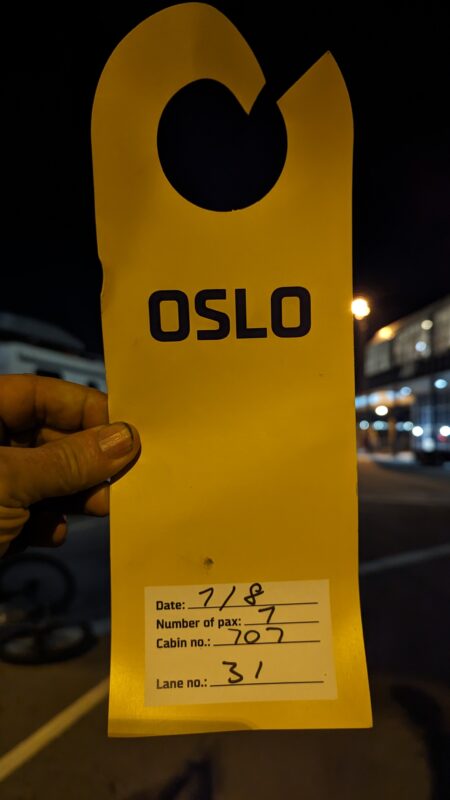 OSLO
Date: 7/8
Number of pax: 7
Cabin no.: 707
Lane no.: 31